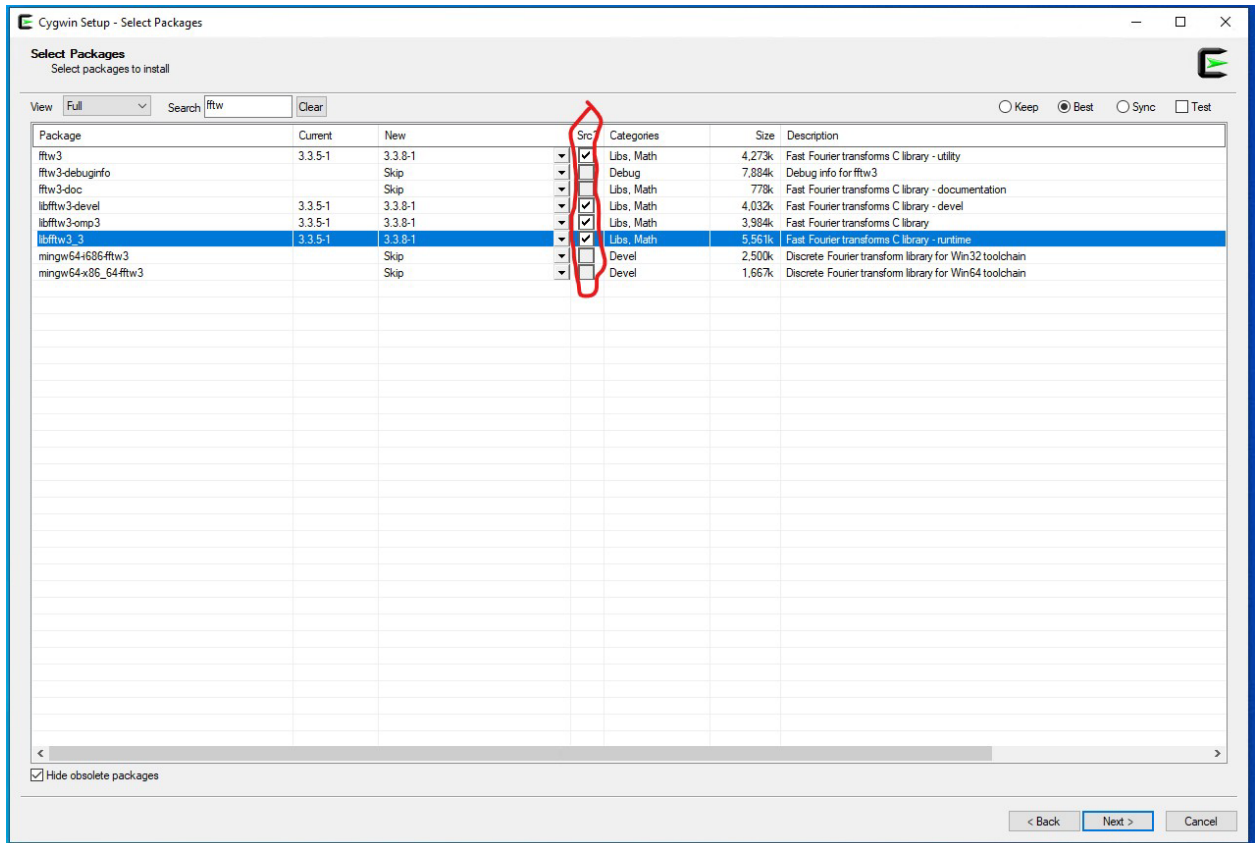 Cygwin Setup - Select Packages
Select Packages
Select packages to install
View Full Search fftw Clear Keep Best Sync Test
Package Current New Src? Categories Size Description
fftw3 3.3.5-1 3.3.8-1 Libs, Math 4,273k Fast Fourier transforms C library - utility
fftw3-debuginfo Skip Debug 7,884k Debug info for fftw3
fftw3-doc Skip Libs, Math 778k Fast Fourier transforms C library - documentation
libfftw3-devel 3.3.5-1 3.3.8-1 Libs, Math 4,032k Fast Fourier transforms C library - devel
libfftw3-omp3 3.3.5-1 3.3.8-1 Libs, Math 3,984k Fast Fourier transforms C library
libfftw3_3 3.3.5-1 3.3.8-1 Libs, Math 5,561k Fast Fourier transforms C library - runtime
mingw64-i686-fftw3 Skip Devel 2,500k Discrete Fourier transform library for Win32 toolchain
mingw64-x86_64-fftw3 Skip Devel 1,667k Discrete Fourier transform library for Win64 toolchain
Hide obsolete packages
< Back Next > Cancel